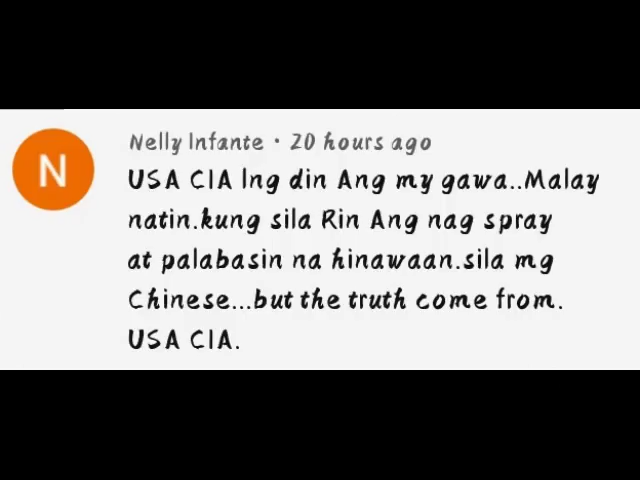 N
Nelly Infante • 20 hours ago
USA CIA lng din Ang my gawa..Malay
natin.kung sila Rin Ang nag spray
at palabasin na hinawaan.sila mg
Chinese...but the truth come from.
USA CIA.